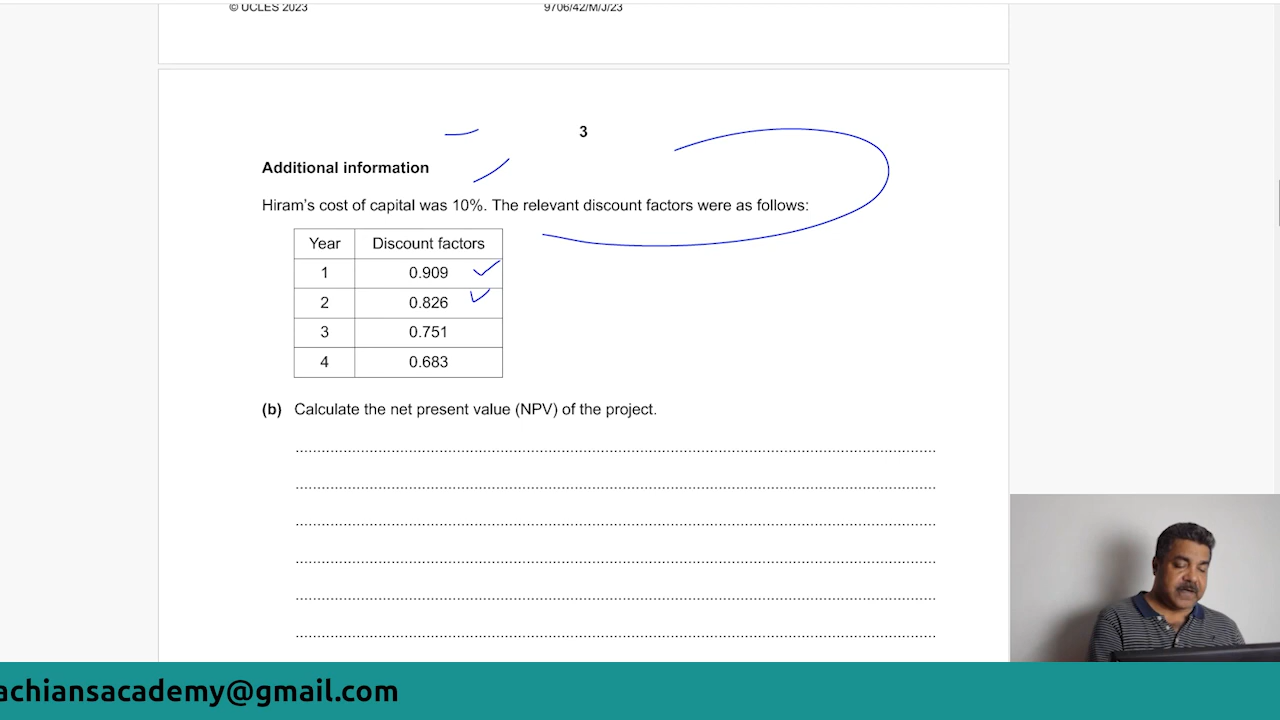 © UCLES 2023 9706/42/M/J/23
3
Additional information
Hiram's cost of capital was 10%. The relevant discount factors were as follows:
Year Discount factors
1 0.909
2 0.826
3 0.751
4 0.683
(b) Calculate the net present value (NPV) of the project.
achiansacademy@gmail.com